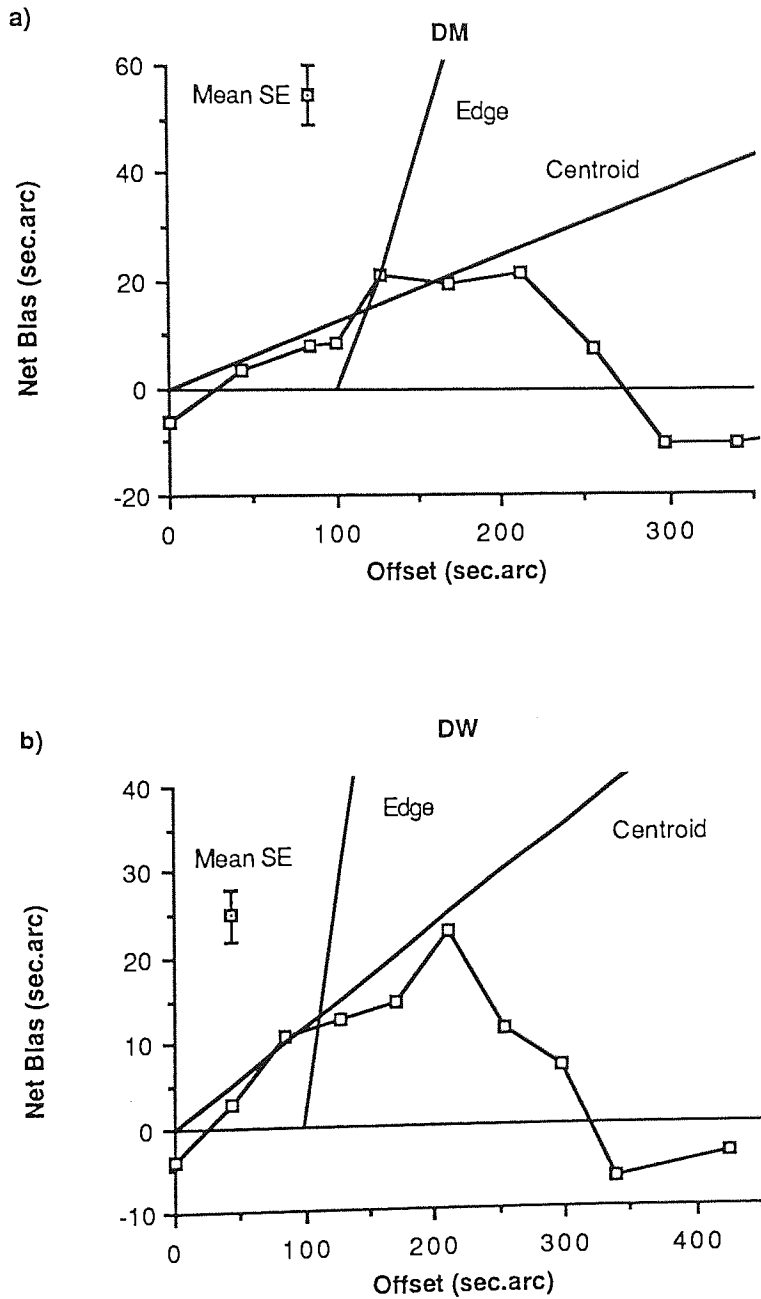 a)
DM
60
Mean SE
Edge
Centroid
40
20
0
-20
Net Bias (sec.arc)
0 100 200 300
Offset (sec.arc)
b)
DW
40
Edge
Centroid
Mean SE
30
20
10
0
-10
Net Bias (sec.arc)
0 100 200 300 400
Offset (sec.arc)